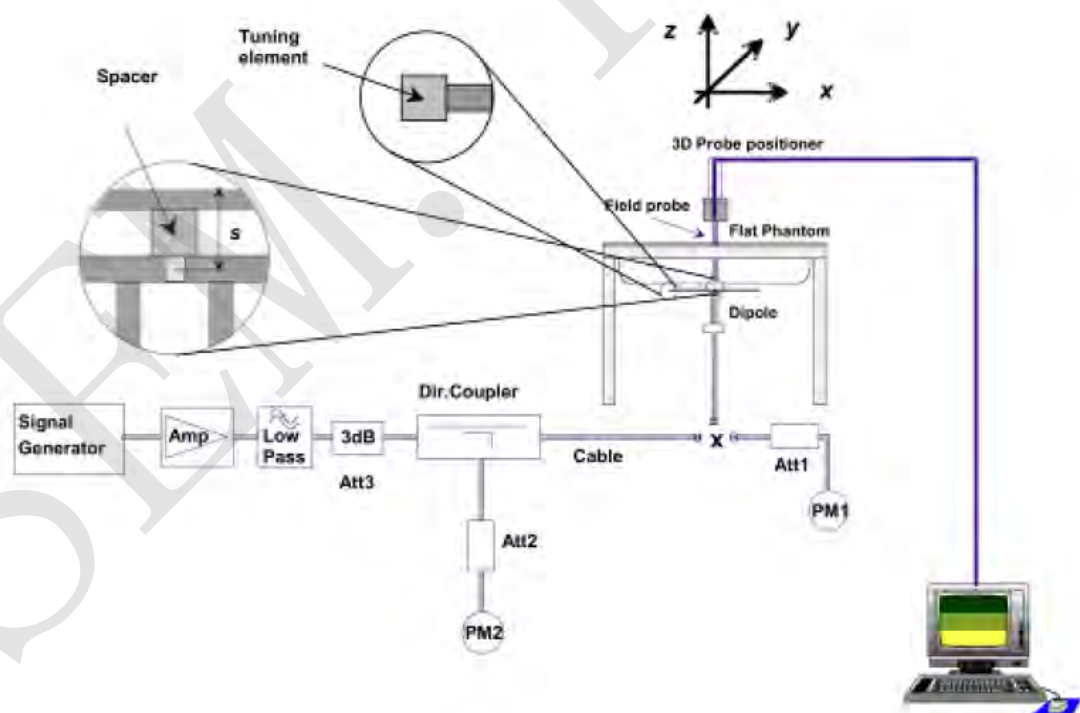 Tuning
element
Spacer
z
y
x
3D Probe positioner
Field probe
Flat Phantom
s
Dipole
Dir.Coupler
Signal
Generator
Amp
Low
Pass
3dB
Att3
Cable
x
Att1
PM1
Att2
PM2